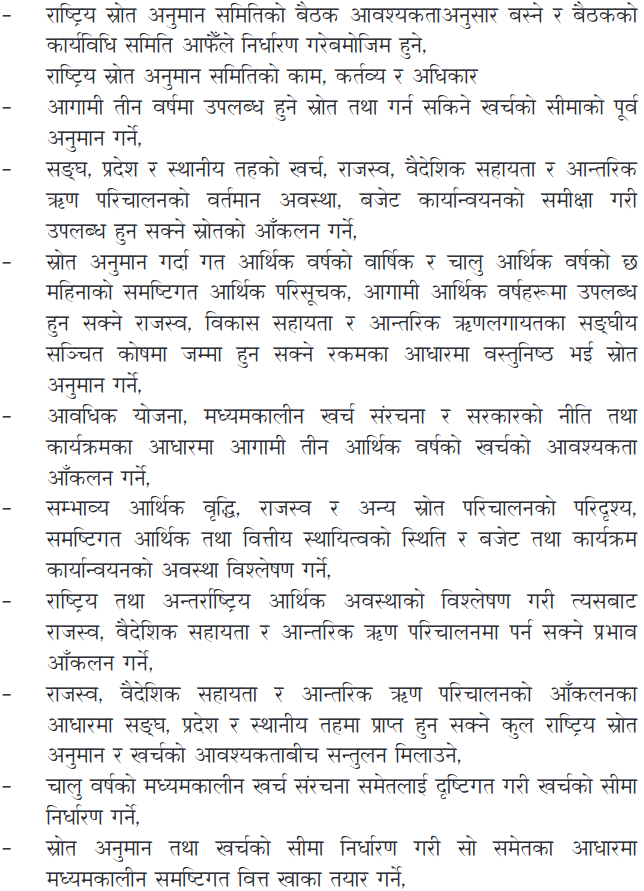 – राष्ट्रिय स्रोत अनुमान समितिको बैठक आवश्यकताअनुसार बस्ने र बैठकको
कार्यविधि समिति आफैँले निर्धारण गरेबमोजिम हुने,
राष्ट्रिय स्रोत अनुमान समितिको काम, कर्तव्य र अधिकार
– आगामी तीन वर्षमा उपलब्ध हुने स्रोत तथा गर्न सकिने खर्चको सीमाको पूर्व
अनुमान गर्ने,
– सङ्घ, प्रदेश र स्थानीय तहको खर्च, राजस्व, वैदेशिक सहायता र आन्तरिक
ऋण परिचालनको वर्तमान अवस्था, बजेट कार्यान्वयनको समीक्षा गरी
उपलब्ध हुन सक्ने स्रोतको आँकलन गर्ने,
– स्रोत अनुमान गर्दा गत आर्थिक वर्षको वार्षिक र चालु आर्थिक वर्षको छ
महिनाको समष्टिगत आर्थिक परिसूचक, आगामी आर्थिक वर्षहरूमा उपलब्ध
हुन सक्ने राजस्व, विकास सहायता र आन्तरिक ऋणलगायतका सङ्घीय
सञ्चित कोषमा जम्मा हुन सक्ने रकमका आधारमा वस्तुनिष्ठ भई स्रोत
अनुमान गर्ने,
– आवधिक योजना, मध्यमकालीन खर्च संरचना र सरकारको नीति तथा
कार्यक्रमका आधारमा आगामी तीन आर्थिक वर्षको खर्चको आवश्यकता
आँकलन गर्ने,
– सम्भाव्य आर्थिक वृद्धि, राजस्व र अन्य स्रोत परिचालनको परिदृश्य,
समष्टिगत आर्थिक तथा वित्तीय स्थायित्वको स्थिति र बजेट तथा कार्यक्रम
कार्यान्वयनको अवस्था विश्लेषण गर्ने,
– राष्ट्रिय तथा अन्तर्राष्ट्रिय आर्थिक अवस्थाको विश्लेषण गरी त्यसबाट
राजस्व, वैदेशिक सहायता र आन्तरिक ऋण परिचालनमा पर्न सक्ने प्रभाव
आँकलन गर्ने,
– राजस्व, वैदेशिक सहायता र आन्तरिक ऋण परिचालनको आँकलनका
आधारमा सङ्घ, प्रदेश र स्थानीय तहमा प्राप्त हुन सक्ने कुल राष्ट्रिय स्रोत
अनुमान र खर्चको आवश्यकताबीच सन्तुलन मिलाउने,
– चालु वर्षको मध्यमकालीन खर्च संरचना समेतलाई दृष्टिगत गरी खर्चको सीमा
निर्धारण गर्ने,
– स्रोत अनुमान तथा खर्चको सीमा निर्धारण गरी सो समेतका आधारमा
मध्यमकालीन समष्टिगत वित्त खाका तयार गर्ने,